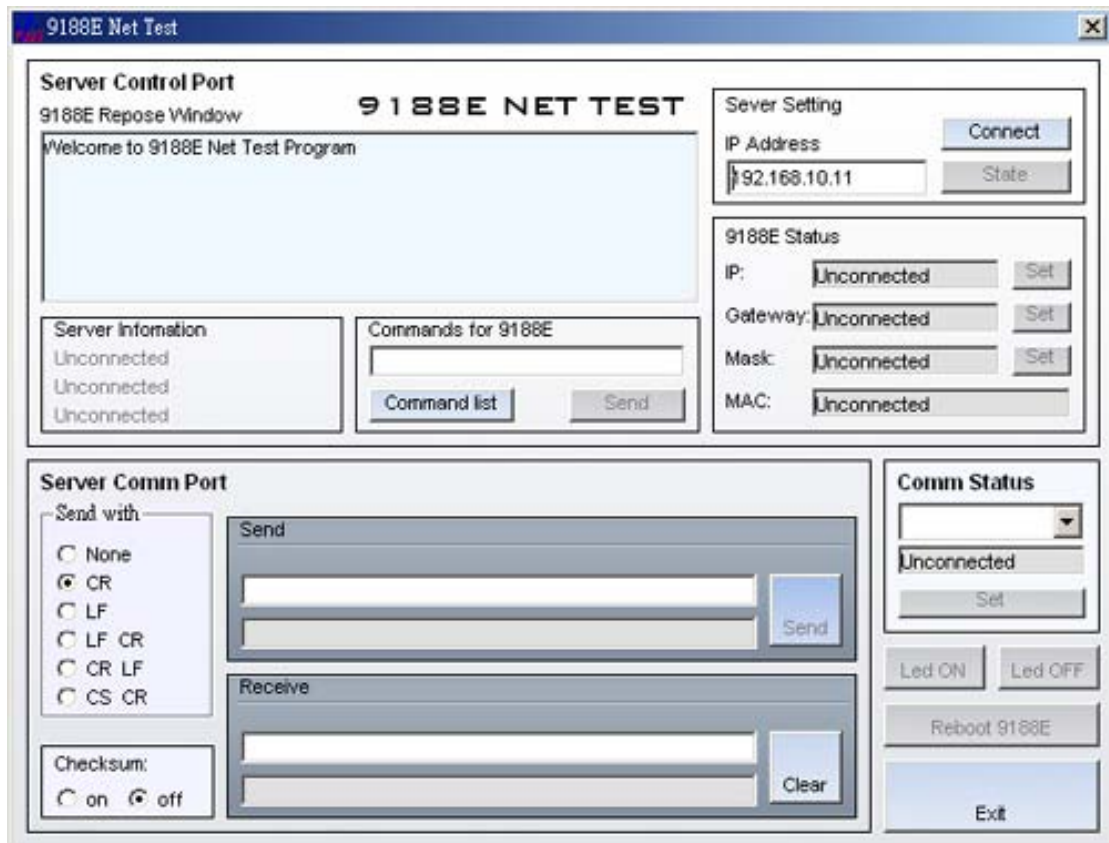 9188E Net Test
Server Control Port
9188E Repose Window
9188E NET TEST
Welcome to 9188E Net Test Program
Sever Setting
IP Address
Connect
192.168.10.11
State
9188E Status
IP:
Unconnected
Set
Gateway:
Unconnected
Set
Mask:
Unconnected
Set
MAC:
Unconnected
Server Infomation
Unconnected
Unconnected
Unconnected
Commands for 9188E
Command list
Send
Server Comm Port
Send with
None
CR
LF
LF CR
CR LF
CS CR
Checksum:
on off
Send
Send
Receive
Clear
Comm Status
Unconnected
Set
Led ON
Led OFF
Reboot 9188E
Exit